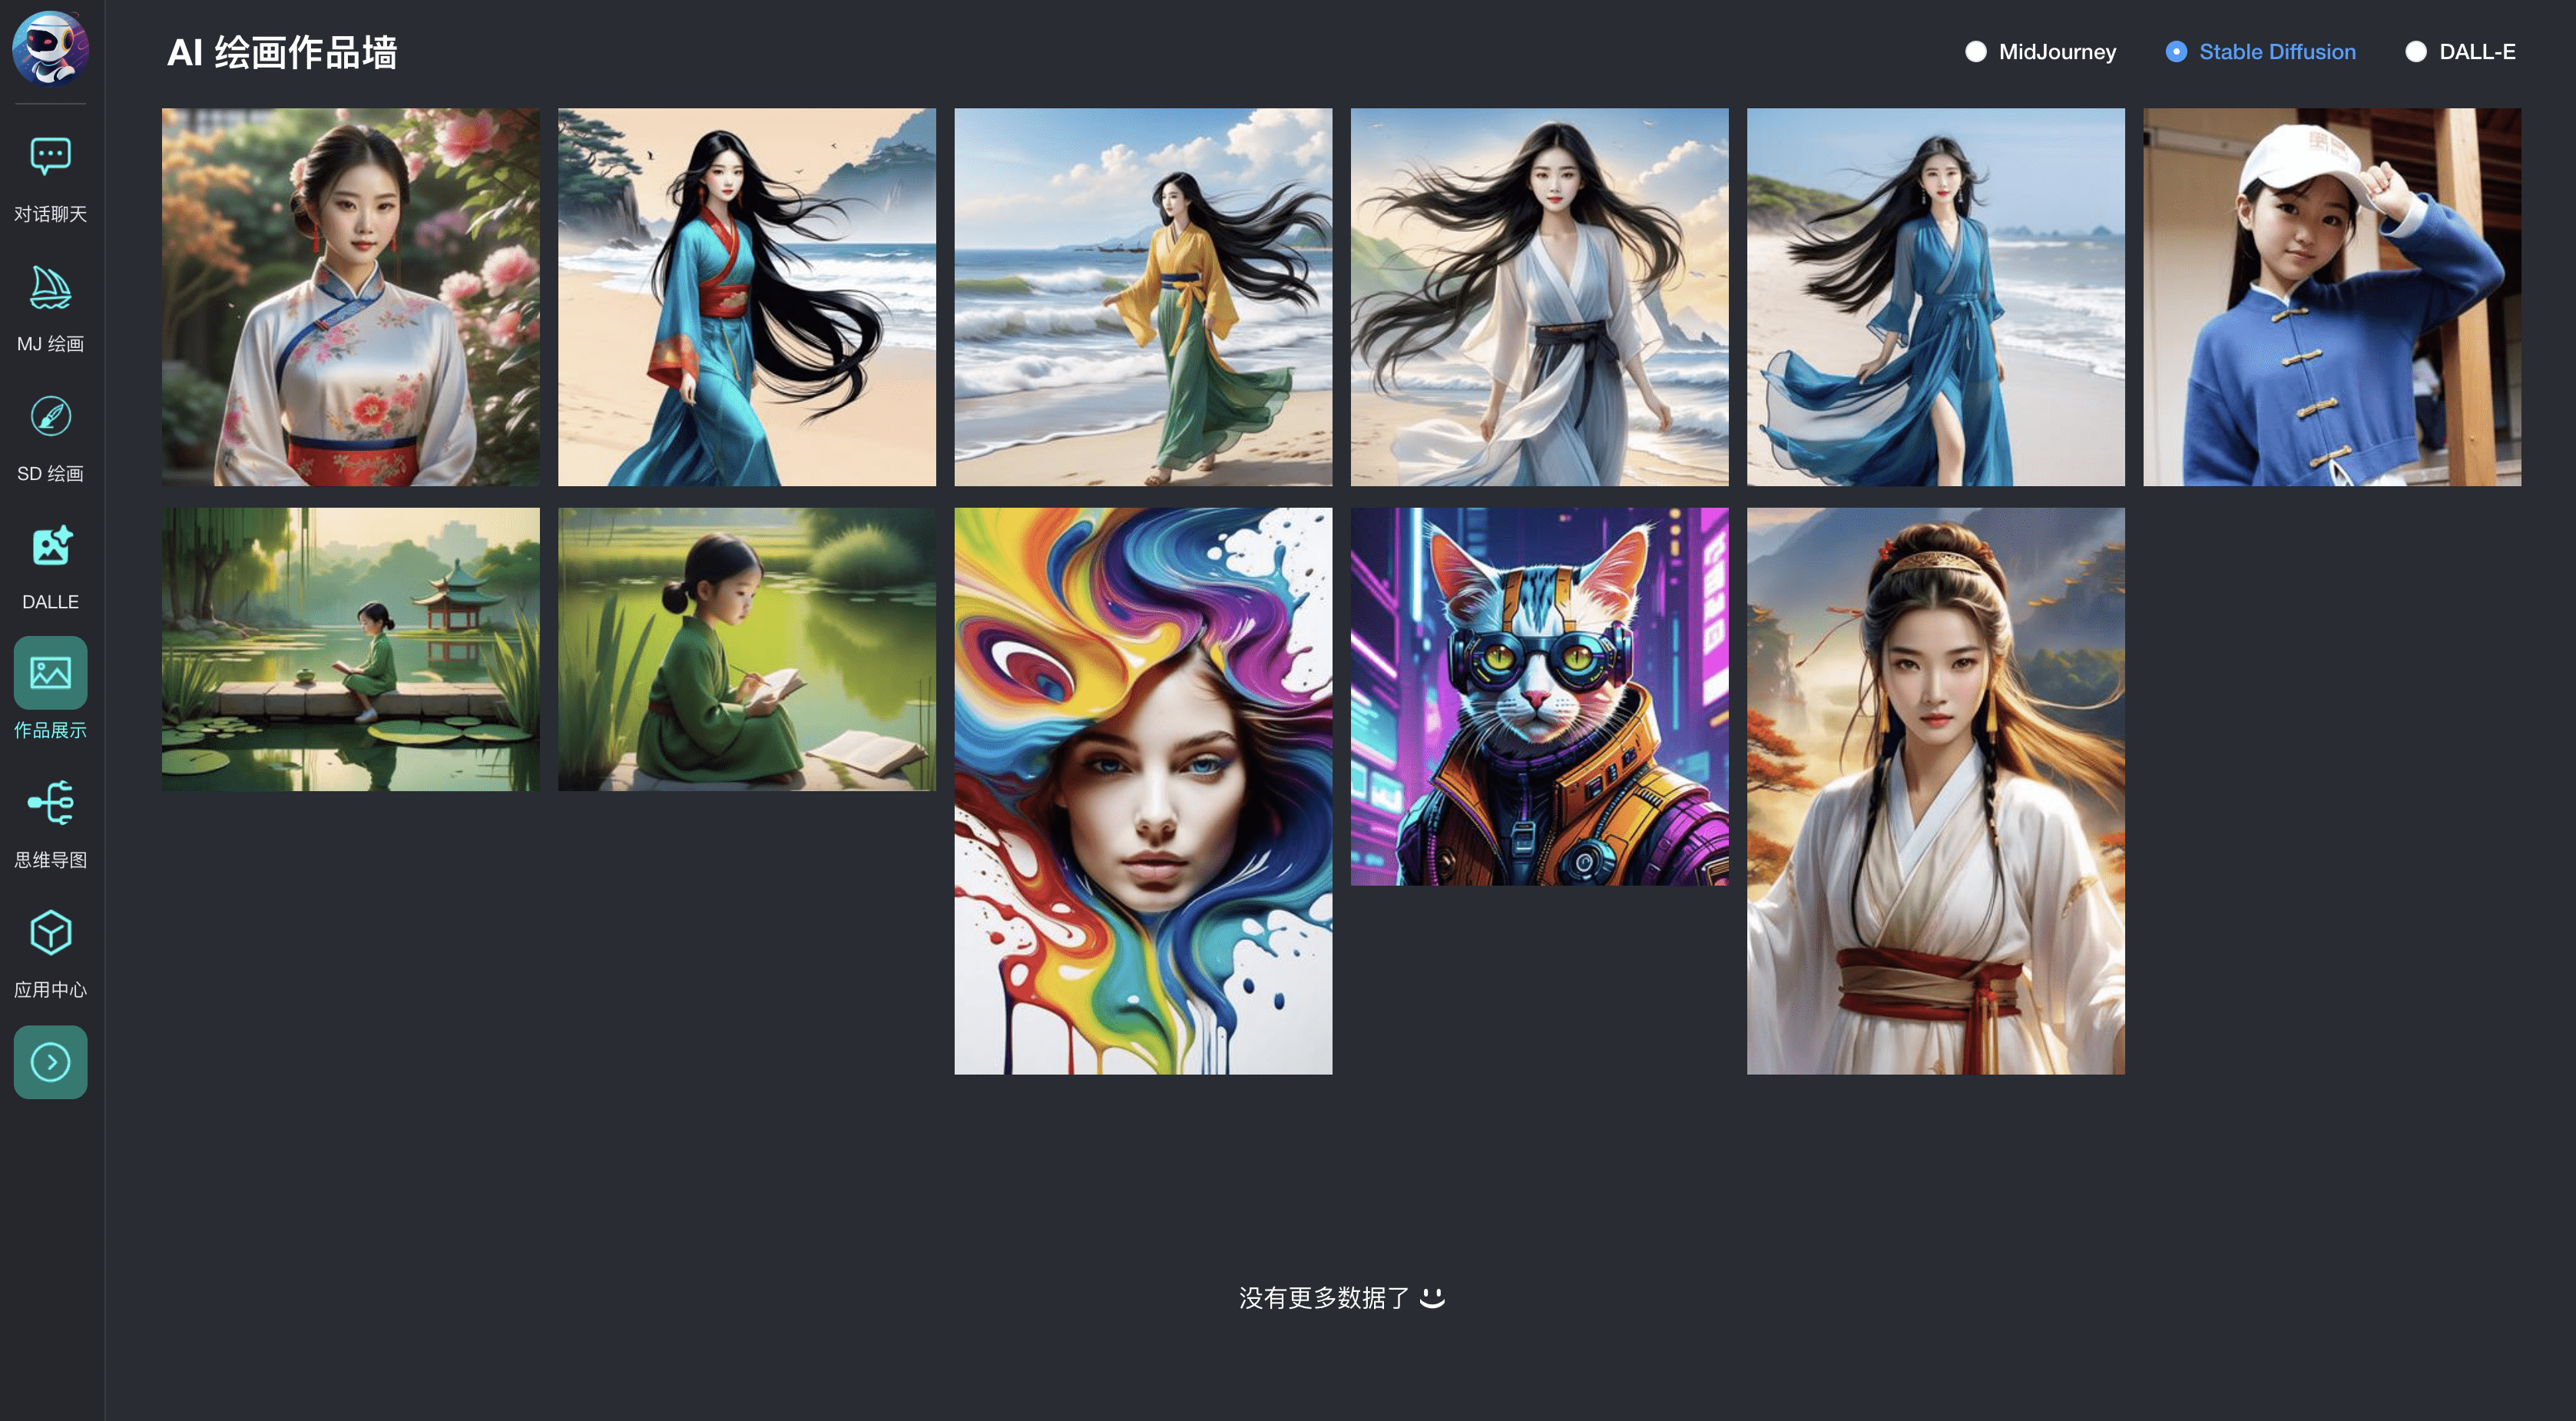 AI 绘画作品墙
MidJourney
Stable Diffusion
DALL-E
对话聊天
MJ 绘画
SD 绘画
DALLE
作品展示
思维导图
应用中心
没有更多数据了